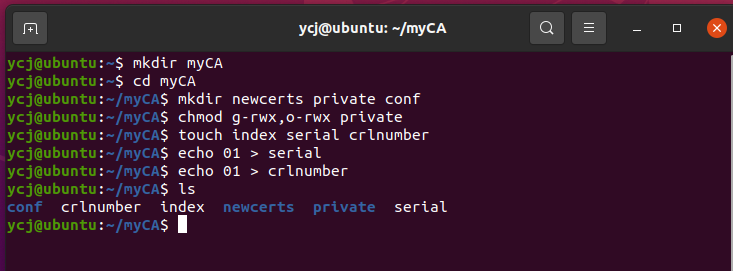 ycj@ubuntu: ~/myCA
ycj@ubuntu:~$ mkdir myCA
ycj@ubuntu:~$ cd myCA
ycj@ubuntu:~/myCA$ mkdir newcerts private conf
ycj@ubuntu:~/myCA$ chmod g-rwx,o-rwx private
ycj@ubuntu:~/myCA$ touch index serial crlnumber
ycj@ubuntu:~/myCA$ echo 01 > serial
ycj@ubuntu:~/myCA$ echo 01 > crlnumber
ycj@ubuntu:~/myCA$ ls
conf  crlnumber  index  newcerts  private  serial
ycj@ubuntu:~/myCA$